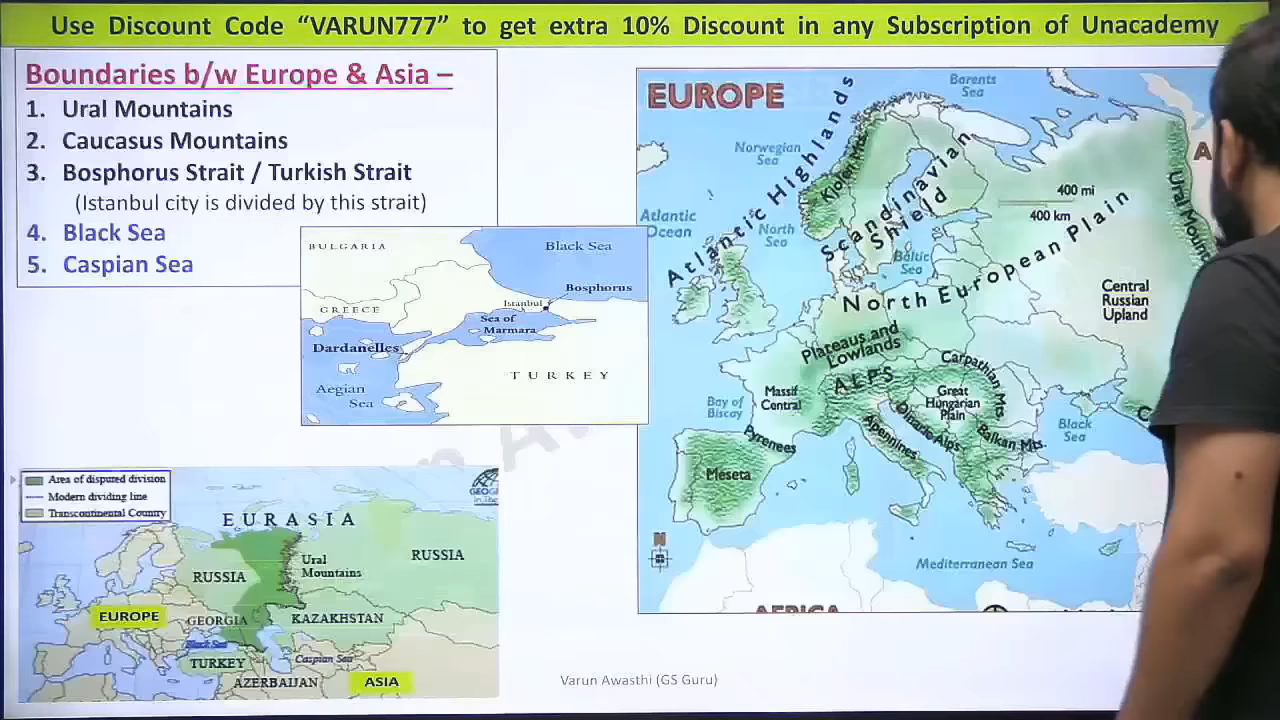 Use Discount Code “VARUN777” to get extra 10% Discount in any Subscription of Unacademy
Boundaries b/w Europe & Asia –
1. Ural Mountains
2. Caucasus Mountains
3. Bosphorus Strait / Turkish Strait
(Istanbul city is divided by this strait)
4. Black Sea
5. Caspian Sea
BULGARIA
Black Sea
Bosphorus
Istanbul
GREECE
Sea of
Marmara
Dardanelles
TURKEY
Aegian
Sea
EUROPE
Barents
Sea
Norwegian
Sea
Atlantic Highlands
Kjolen Mts.
Scandinavian
Shield
Ural Moun
A
400 mi
400 km
Atlantic
Ocean
North
Sea
Baltic
Sea
North European Plain
Central
Russian
Upland
Plateaus and
Lowlands
Carpathian Mts.
ALPS
Massif
Central
Great
Hungarian
Plain
Bay of
Biscay
Dinaric Alps
Apennines
Balkan Mts.
Black
Sea
C
Pyrenees
Meseta
N
Mediterranean Sea
AFRICA
Area of dispured division
Modern dividing line
Transcontinental Country
EURASIA
RUSSIA
Ural
Mountains
RUSSIA
EUROPE
GEORGIA
KAZAKHSTAN
Black Sea
TURKEY
Caspian Sea
AZERBAIJAN
ASIA
Varun Awasthi (GS Guru)